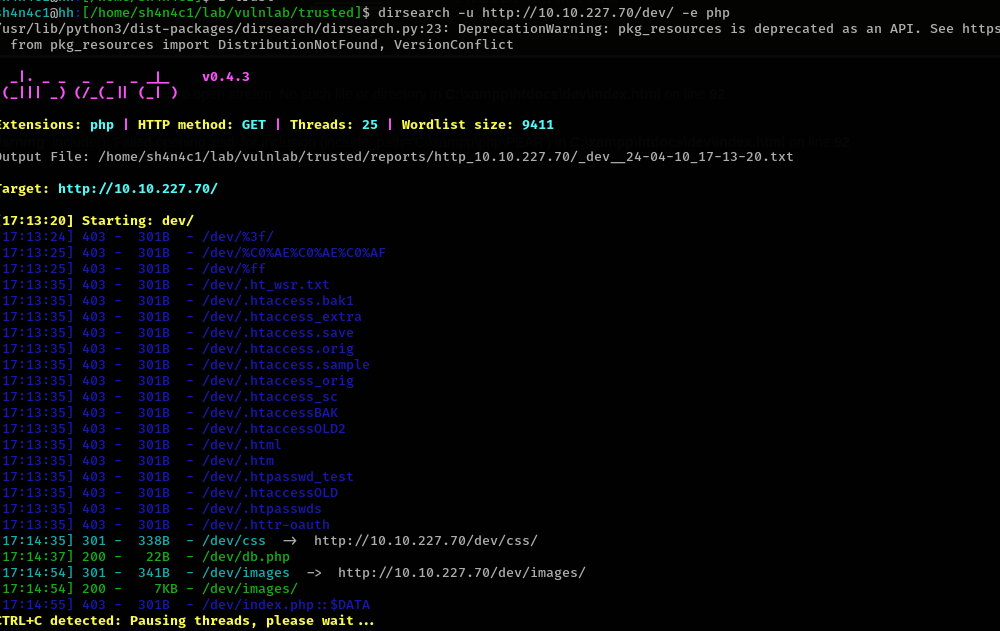 sh4n4c1@hh:[/home/sh4n4c1/lab/vulnlab/trusted]$ dirsearch -u http://10.10.227.70/dev/ -e php
/usr/lib/python3/dist-packages/dirsearch/dirsearch.py:23: DeprecationWarning: pkg_resources is deprecated as an API. See https
from pkg_resources import DistributionNotFound, VersionConflict
v0.4.3
Extensions: php | HTTP method: GET | Threads: 25 | Wordlist size: 9411
Output File: /home/sh4n4c1/lab/vulnlab/trusted/reports/http_10.10.227.70/_dev__24-04-10_17-13-20.txt
Target: http://10.10.227.70/
[17:13:20] Starting: dev/
17:13:24] 403 - 301B - /dev/%3f/
17:13:25] 403 - 301B - /dev/%C0%AE%C0%AE%C0%AF
17:13:25] 403 - 301B - /dev/%ff
17:13:35] 403 - 301B - /dev/.ht_wsr.txt
17:13:35] 403 - 301B - /dev/.htaccess.bak1
17:13:35] 403 - 301B - /dev/.htaccess_extra
17:13:35] 403 - 301B - /dev/.htaccess.save
17:13:35] 403 - 301B - /dev/.htaccess.orig
17:13:35] 403 - 301B - /dev/.htaccess.sample
17:13:35] 403 - 301B - /dev/.htaccess_orig
17:13:35] 403 - 301B - /dev/.htaccess_sc
17:13:35] 403 - 301B - /dev/.htaccessBAK
17:13:35] 403 - 301B - /dev/.htaccessOLD2
17:13:35] 403 - 301B - /dev/.html
17:13:35] 403 - 301B - /dev/.htm
17:13:35] 403 - 301B - /dev/.htpasswd_test
17:13:35] 403 - 301B - /dev/.htaccessOLD
17:13:35] 403 - 301B - /dev/.htpasswds
17:13:35] 403 - 301B - /dev/.httr-oauth
17:14:35] 301 - 338B - /dev/css -> http://10.10.227.70/dev/css/
17:14:37] 200 - 22B - /dev/db.php
17:14:54] 301 - 341B - /dev/images -> http://10.10.227.70/dev/images/
17:14:54] 200 - 7KB - /dev/images/
17:14:55] 403 - 301B - /dev/index.php::$DATA
CTRL+C detected: Pausing threads, please wait...